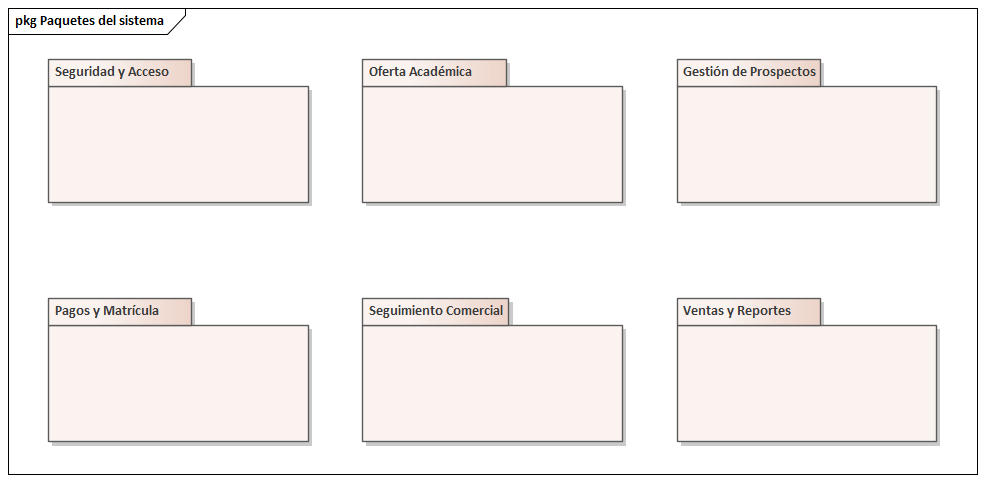 pkg Paquetes del sistema
Seguridad y Acceso
Oferta Académica
Gestión de Prospectos
Pagos y Matrícula
Seguimiento Comercial
Ventas y Reportes